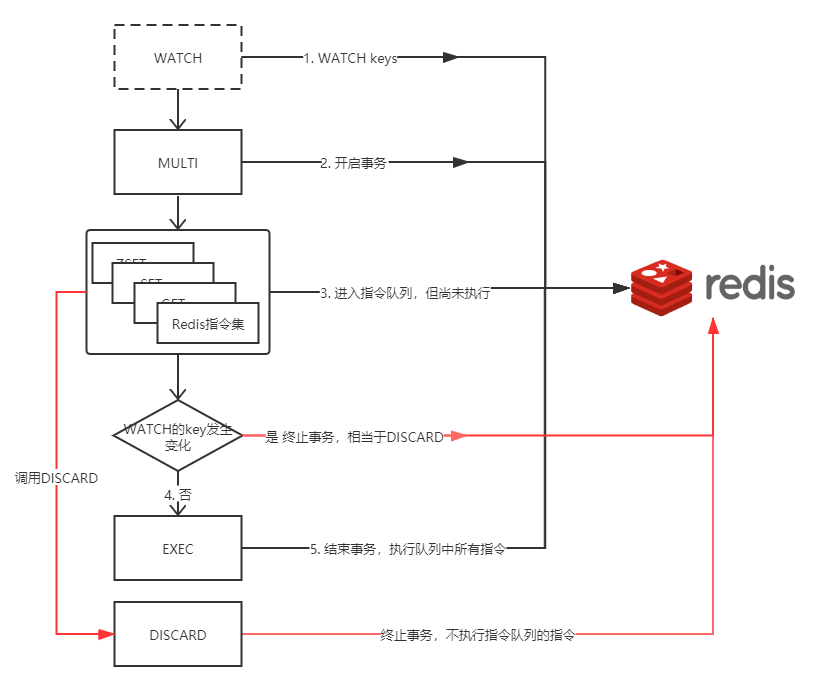 WATCH
1. WATCH keys
MULTI
2. 开启事务
ZSET
SET
GET
Redis指令集
3. 进入指令队列，但尚未执行
redis
WATCH的key发生
变化
是 终止事务，相当于DISCARD
调用DISCARD
4. 否
EXEC
5. 结束事务，执行队列中所有指令
DISCARD
终止事务，不执行指令队列的指令